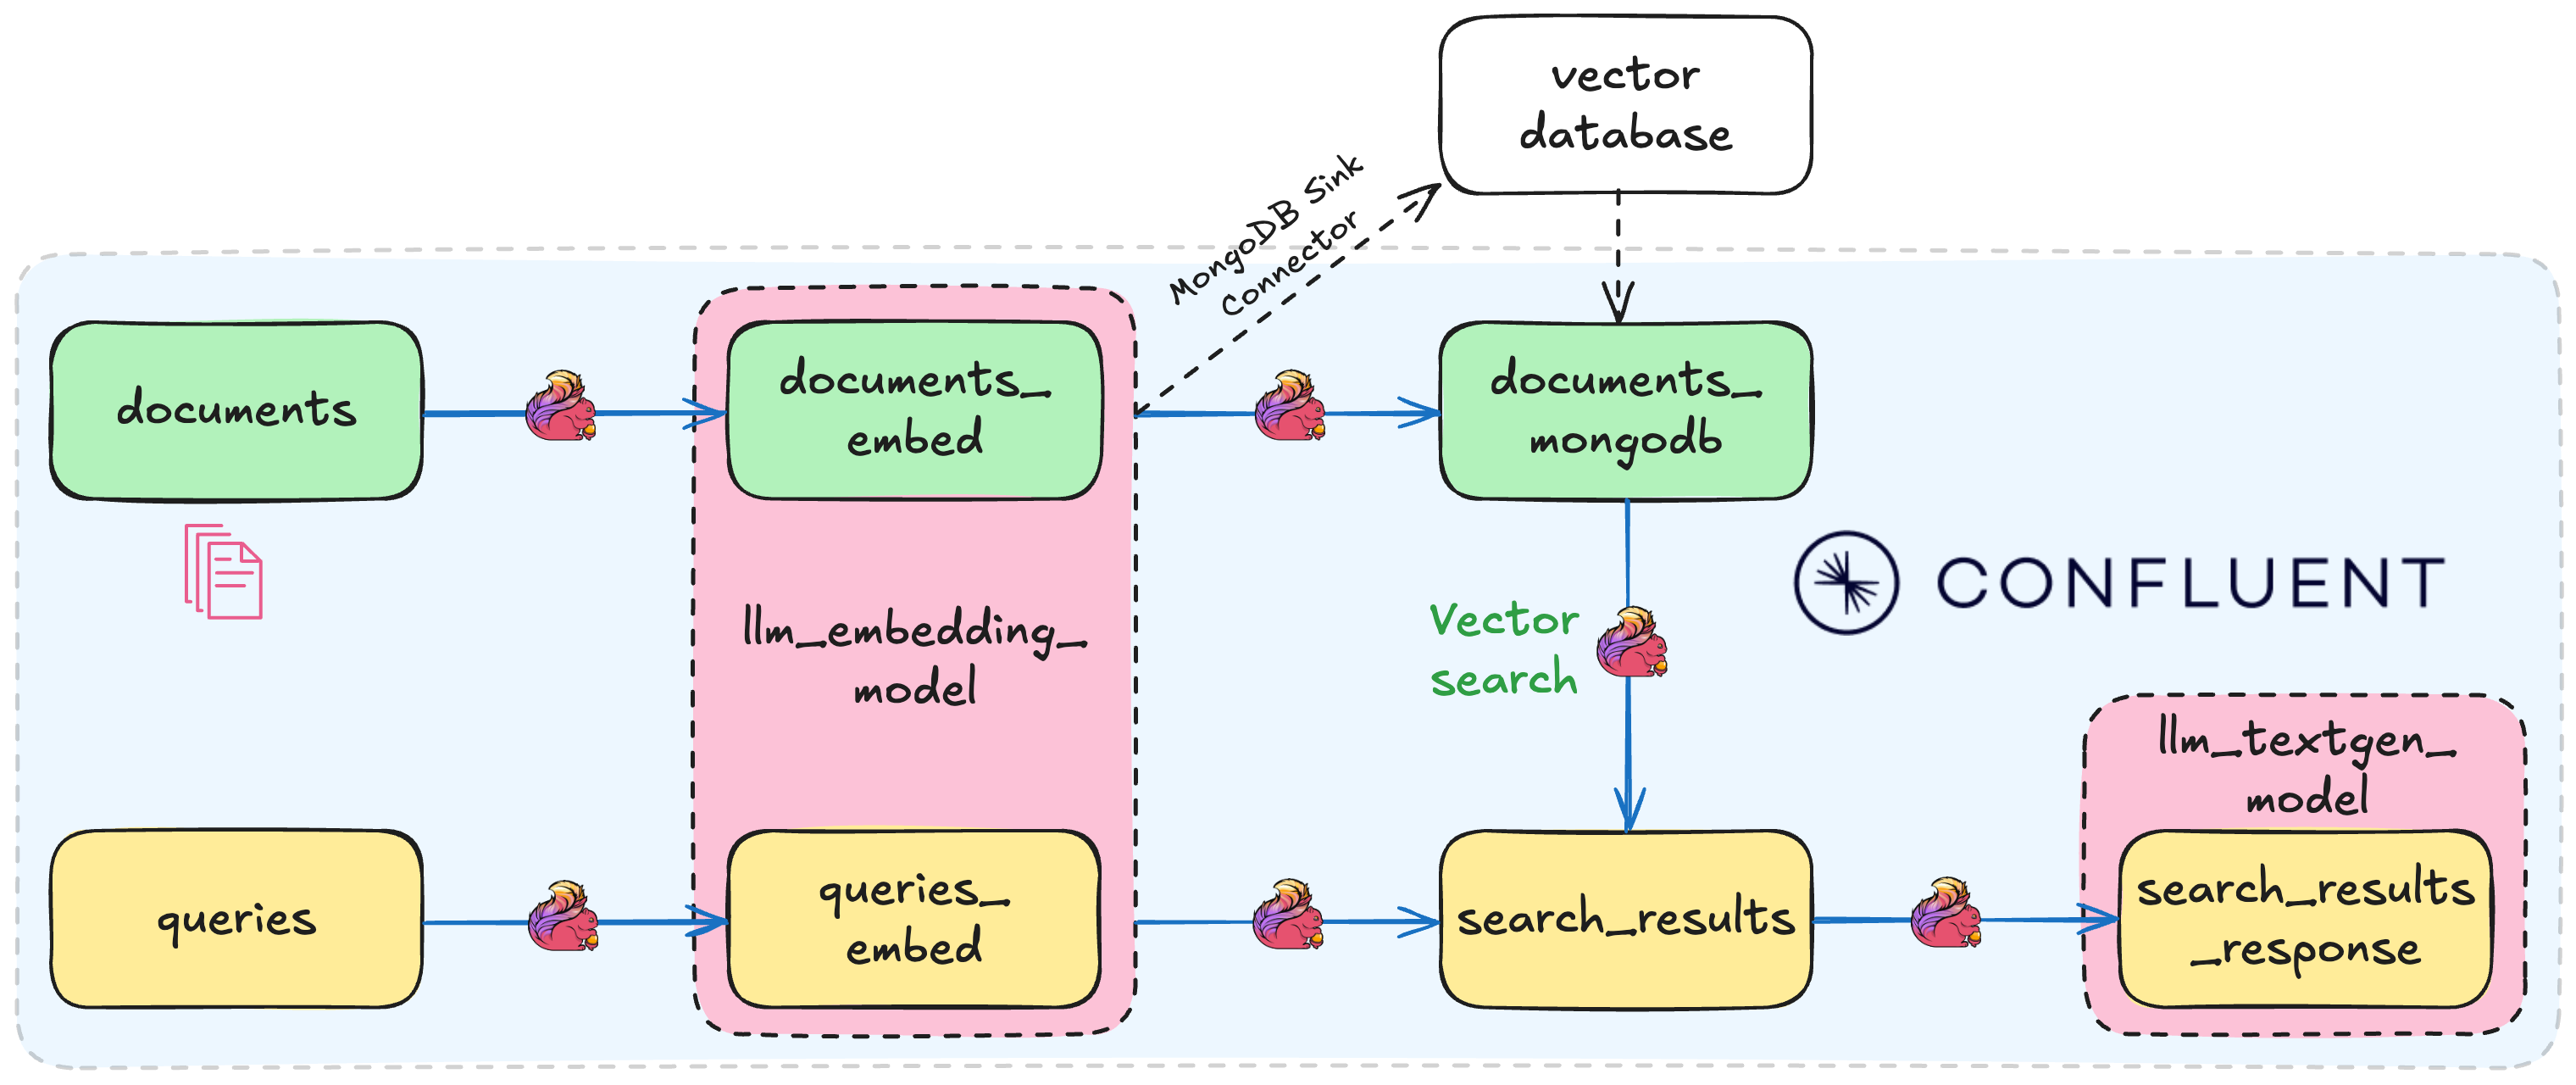 vector
database
MongoDB Sink
Connector
documents
documents_
embed
documents_
mongodb
llm_embedding_
model
Vector
search
CONFLUENT
llm_textgen_
model
queries
queries_
embed
search_results
search_results
_response